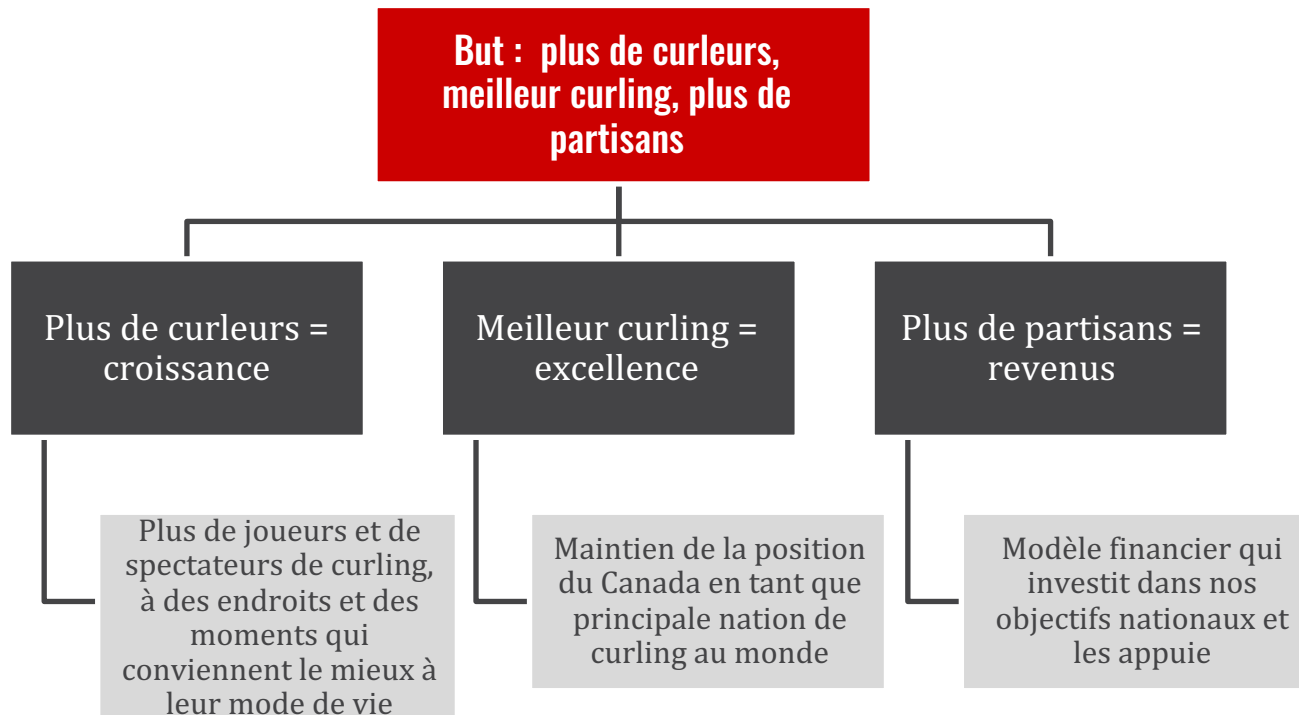 But :  plus de curleurs,
meilleur curling, plus de
partisans
Plus de curleurs =
croissance
Meilleur curling =
excellence
Plus de partisans =
revenus
Plus de joueurs et de
spectateurs de curling,
à des endroits et des
moments qui
conviennent le mieux à
leur mode de vie
Maintien de la position
du Canada en tant que
principale nation de
curling au monde
Modèle financier qui
investit dans nos
objectifs nationaux et
les appuie